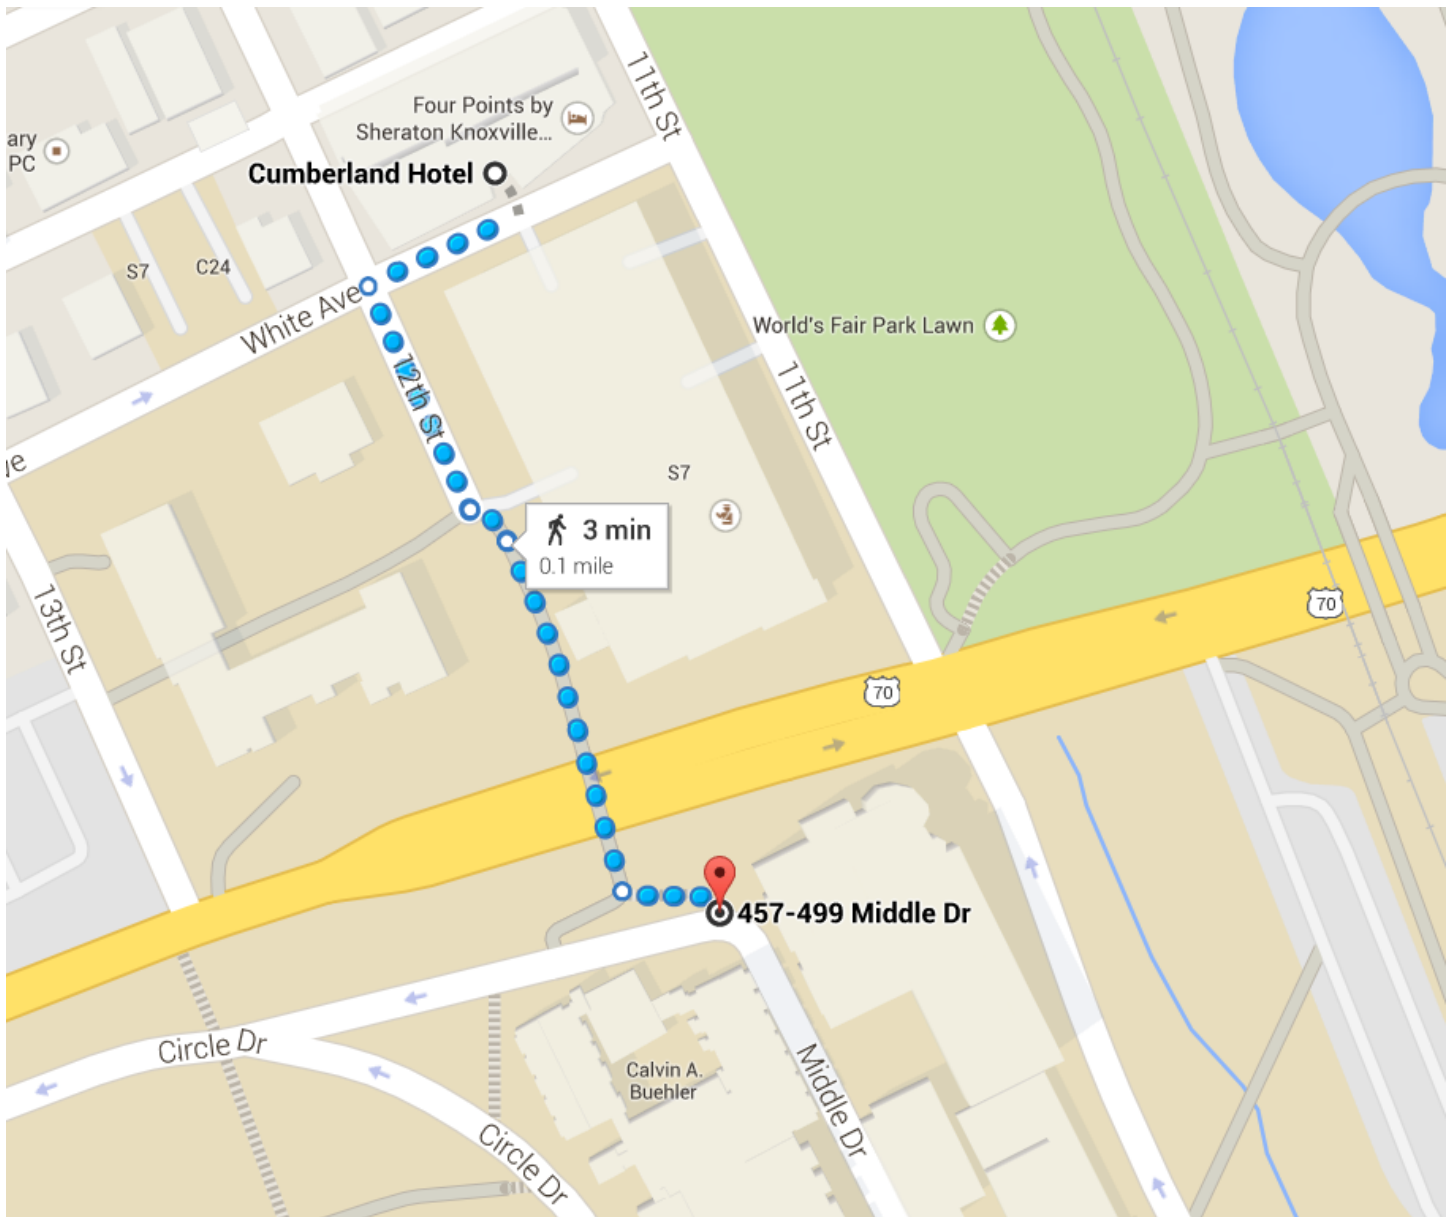 11th St
Four Points by
Sheraton Knoxville...
ary
PC
Cumberland Hotel
S7
C24
White Ave
World's Fair Park Lawn
12th St
11th St
ve
S7
3 min
0.1 mile
13th St
70
70
457-499 Middle Dr
Circle Dr
Calvin A.
Buehler
Middle Dr
Circle Dr